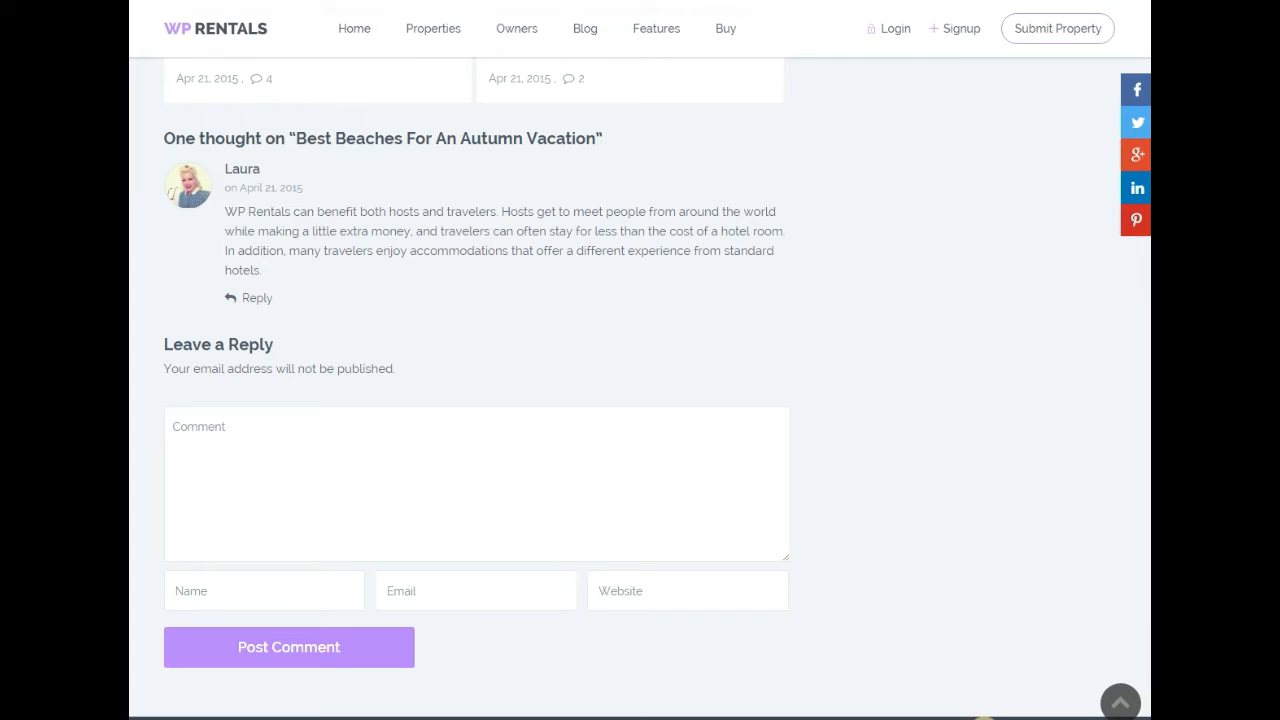 WP RENTALS Home Properties Owners Blog Features Buy Login Signup Submit Property
Apr 21, 2015 , 4 Apr 21, 2015 , 2
One thought on “Best Beaches For An Autumn Vacation”
Laura
on April 21, 2015
WP Rentals can benefit both hosts and travelers. Hosts get to meet people from around the world
while making a little extra money, and travelers can often stay for less than the cost of a hotel room.
In addition, many travelers enjoy accommodations that offer a different experience from standard
hotels.
Reply
Leave a Reply
Your email address will not be published.
Comment
Name Email Website
Post Comment